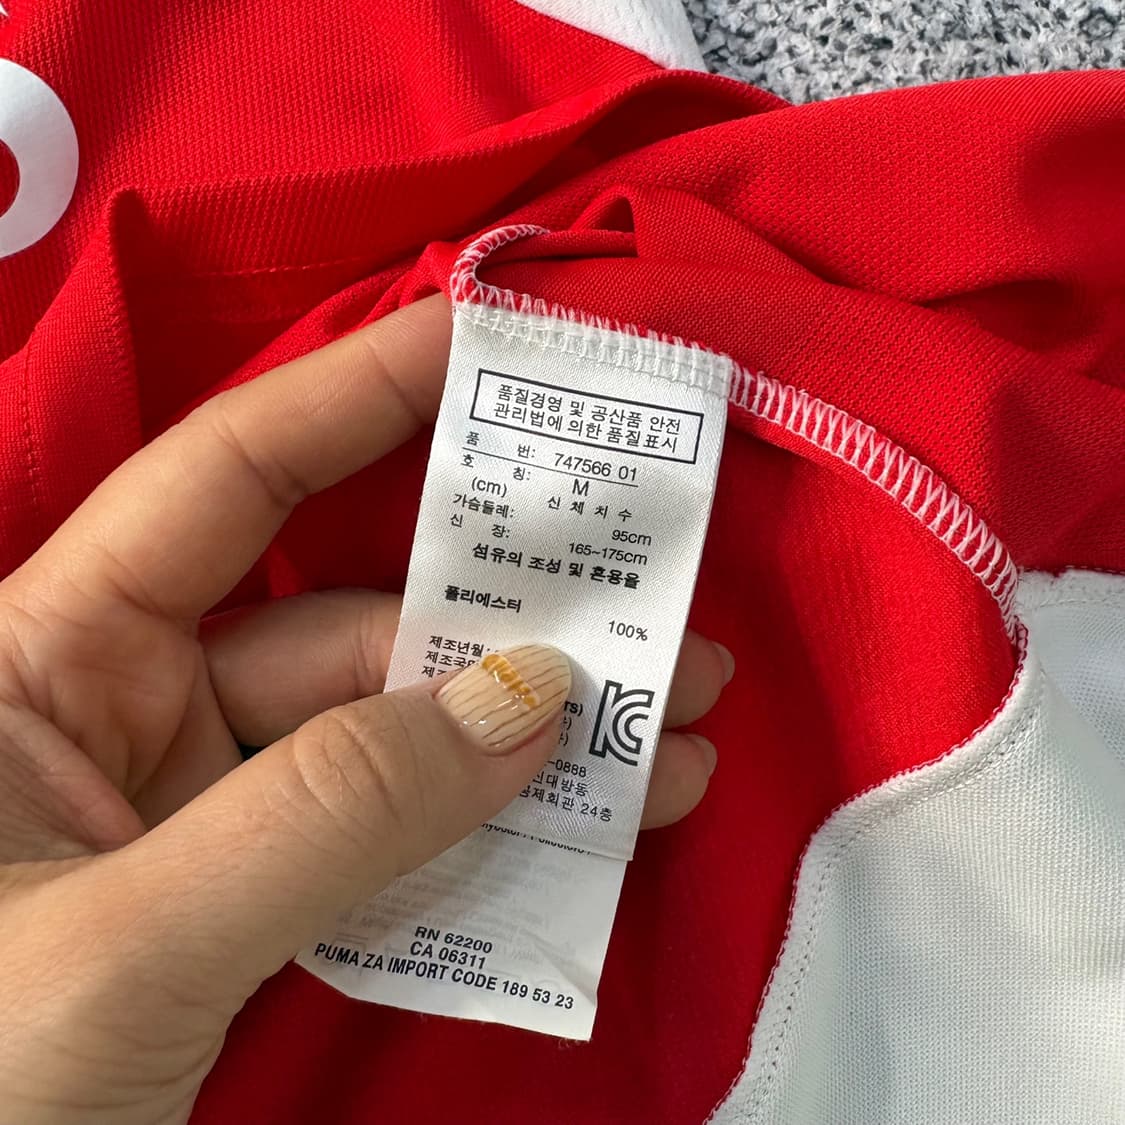 품질경영 및 공산품 안전
관리법에 의한 품질표시
품 번: 747566 01
호 칭: M
(cm) 신 체 치 수
가슴둘레: 95cm
신 장: 165~175cm
섬유의 조성 및 혼용율
폴리에스터
100%
제조년월:
-0888
신대방동
공제회관 24층
RN 62200
CA 06311
PUMA ZA IMPORT CODE 189 53 23